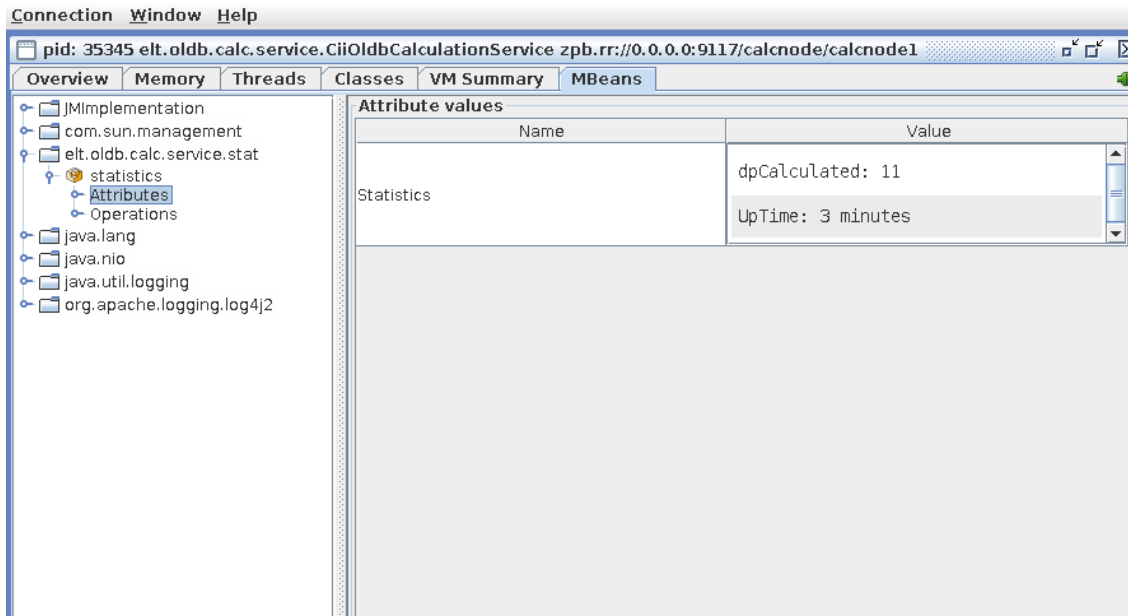 Connection Window Help
pid: 35345 elt.oldb.calc.service.CiiOldbCalculationService zpb.rr://0.0.0.0:9117/calcnode/calcnode1
Overview Memory Threads Classes VM Summary MBeans
JMImplementation
com.sun.management
elt.oldb.calc.service.stat
statistics
Attributes
Operations
java.lang
java.nio
java.util.logging
org.apache.logging.log4j2
Attribute values
Name Value
Statistics
dpCalculated: 11
UpTime: 3 minutes